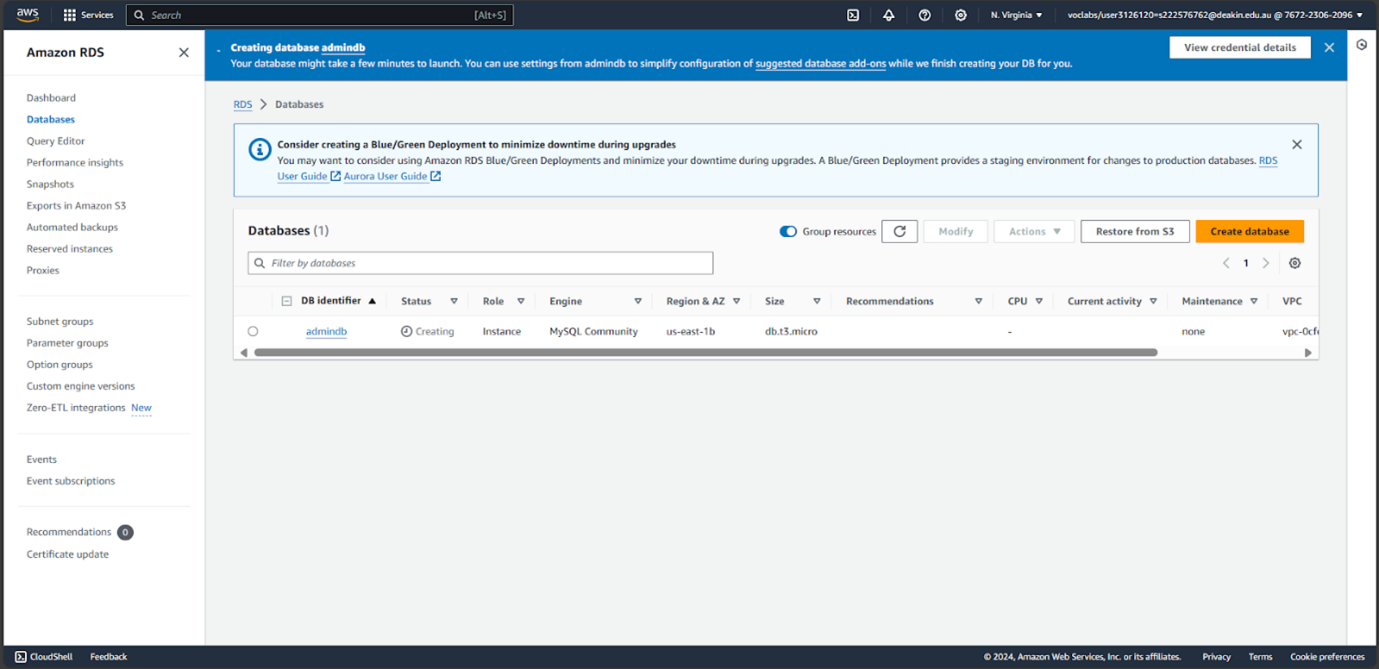 aws Services Search [Alt+S] N. Virginia voclabs/user3126120=s222576762@deakin.edu.au @ 7672-2306-2096
Amazon RDS
Dashboard
Databases
Query Editor
Performance insights
Snapshots
Exports in Amazon S3
Automated backups
Reserved instances
Proxies
Subnet groups
Parameter groups
Option groups
Custom engine versions
Zero-ETL integrations New
Events
Event subscriptions
Recommendations 0
Certificate update
Creating database admindb
Your database might take a few minutes to launch. You can use settings from admindb to simplify configuration of suggested database add-ons while we finish creating your DB for you.
View credential details
RDS > Databases
Consider creating a Blue/Green Deployment to minimize downtime during upgrades
You may want to consider using Amazon RDS Blue/Green Deployments and minimize your downtime during upgrades. A Blue/Green Deployment provides a staging environment for changes to production databases. RDS
User Guide Aurora User Guide
Databases (1) Group resources Modify Actions Restore from S3 Create database
Filter by databases 1
DB identifier Status Role Engine Region & AZ Size Recommendations CPU Current activity Maintenance VPC
admindb Creating Instance MySQL Community us-east-1b db.t3.micro - none vpc-0cf
CloudShell Feedback © 2024, Amazon Web Services, Inc. or its affiliates. Privacy Terms Cookie preferences